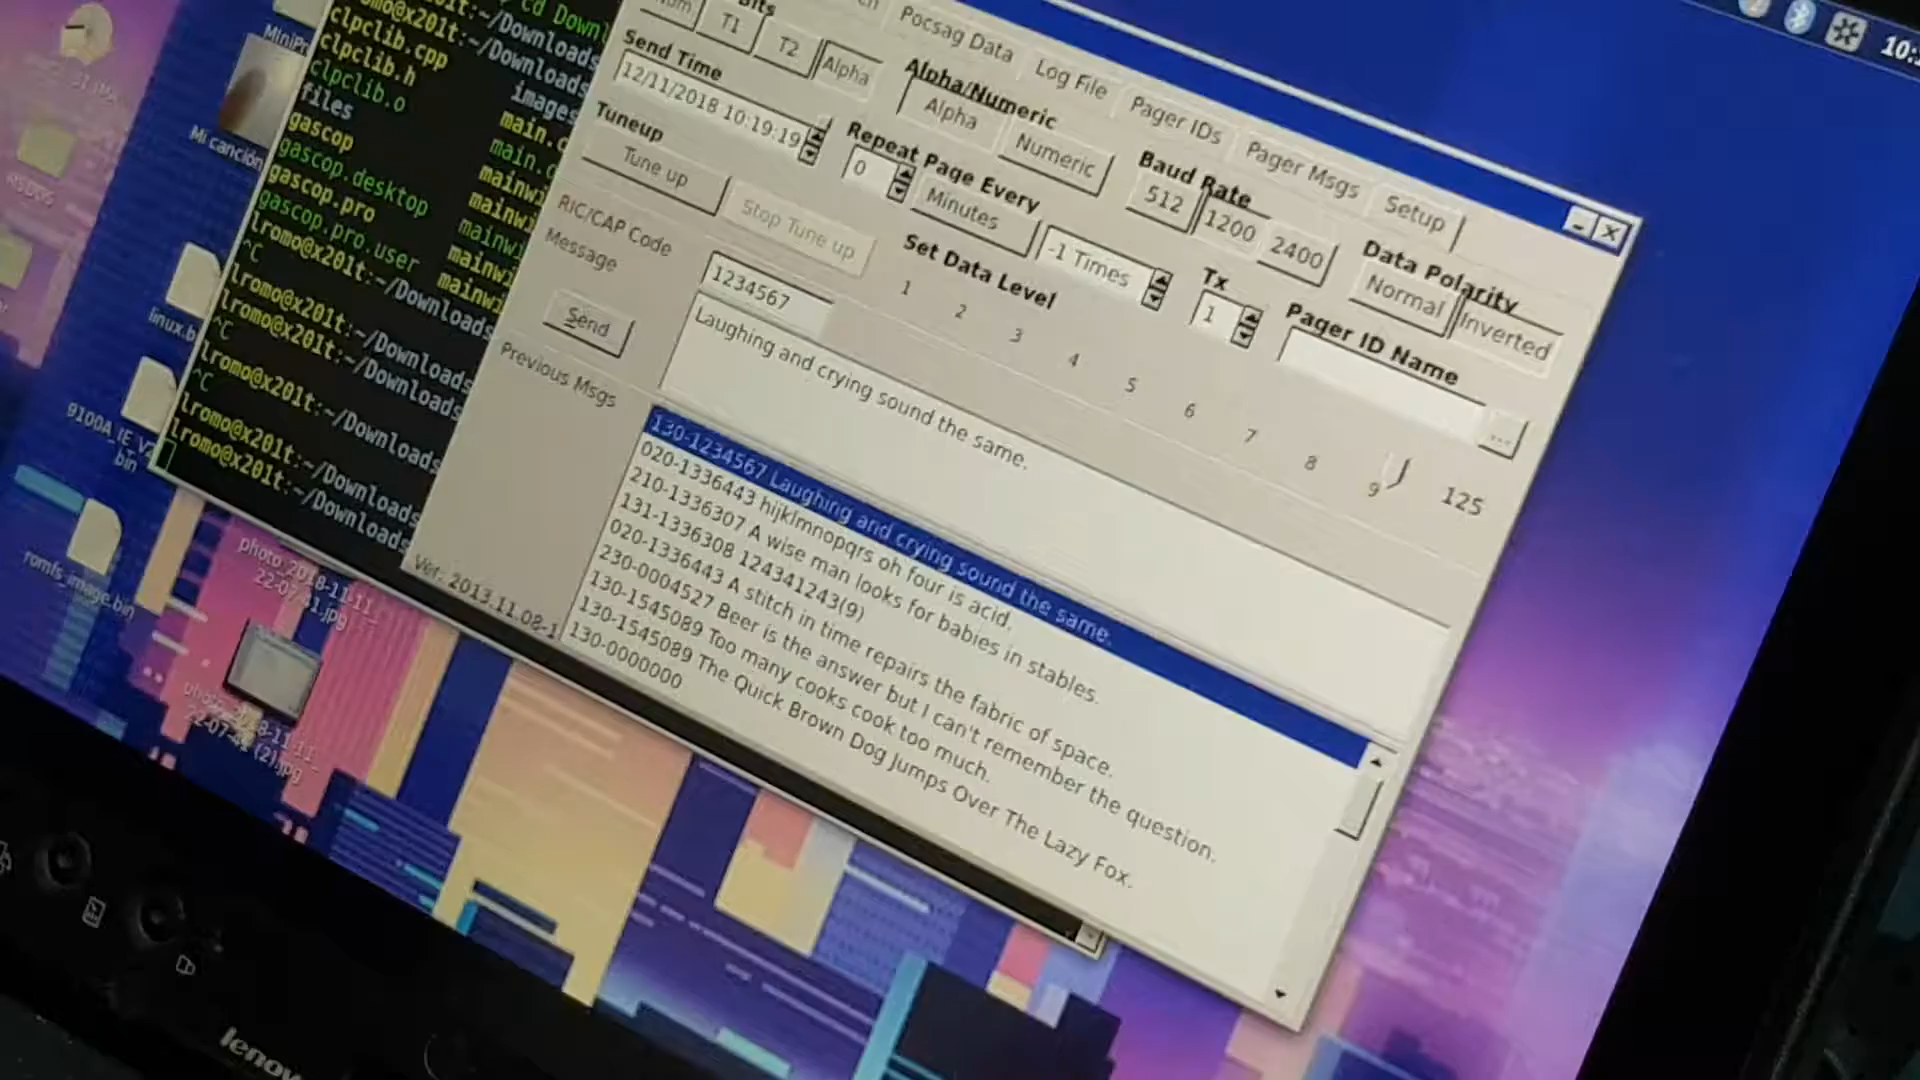 cd Downl
lromo@x201t:~/Downloads
clpclib.cpp
clpclib.h
clpclib.o
files
gascop
gascop.desktop
gascop.pro
gascop.pro.user
images
main.c
main.c
mainwi
mainwi
mainwi
mainwi
mainwi
lromo@x201t:~/Downloads
^C
lromo@x201t:~/Downloads
lromo@x201t:~/Downloads
^C
lromo@x201t:~/Downloads
^C
lromo@x201t:~/Downloads
lromo@x201t:~/Downloads
MiniPr
Mi canción
linux.b
9100A_IE_V2
bin
romfs_image.bin
photo_2018-11-11_
22-07-41.jpg
photo_2018-11-11_
22-07-41 (2).jpg
Pocsag Data
Log File
Pager IDs
Pager Msgs
Setup
T1
T2
Alpha
Send Time
12/11/2018 10:19:19
Alpha/Numeric
Alpha
Numeric
Tuneup
Tune up
Stop Tune up
Repeat Page Every
0
Minutes
-1 Times
Baud Rate
512
1200
2400
Data Polarity
Normal
Inverted
RIC/CAP Code
1234567
Set Data Level
1
2
3
4
5
6
7
8
9
125
Tx
1
Pager ID Name
...
Message
Laughing and crying sound the same.
Send
Previous Msgs
130-1234567 Laughing and crying sound the same.
020-1336443 hijklmnopqrs oh four is acid.
210-1336307 A wise man looks for babies in stables.
131-1336308 124341243(9)
020-1336443 A stitch in time repairs the fabric of space.
230-0004527 Beer is the answer but I can't remember the question.
130-1545089 Too many cooks cook too much.
130-1545089 The Quick Brown Dog Jumps Over The Lazy Fox.
130-0000000
Ver: 2013.11.08-1
10:
lenovo